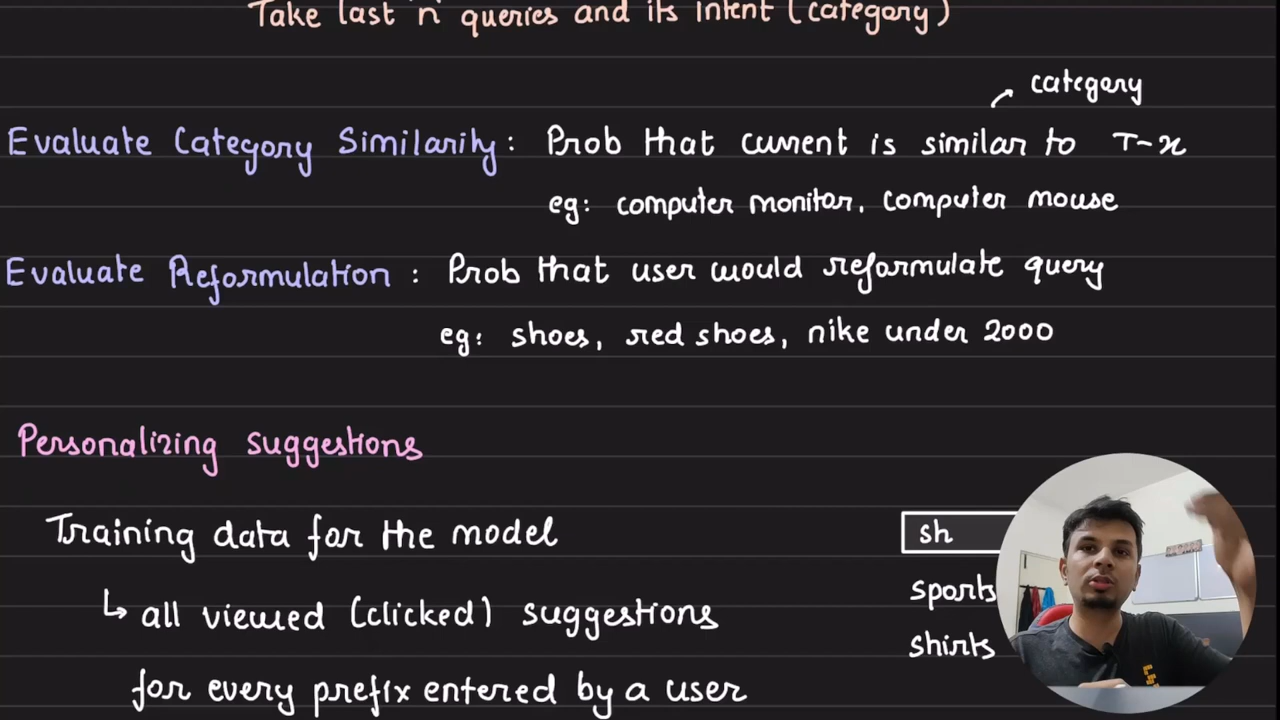 Take last 'n' queries and its intent (category)
category
Evaluate Category Similarity : Prob that current is similar to T-x
eg: computer monitor, computer mouse
Evaluate Reformulation : Prob that user would reformulate query
eg: shoes, red shoes, nike under 2000
Personalizing suggestions
Training data for the model
↳ all viewed (clicked) suggestions
for every prefix entered by a user
sh
sports
shirts